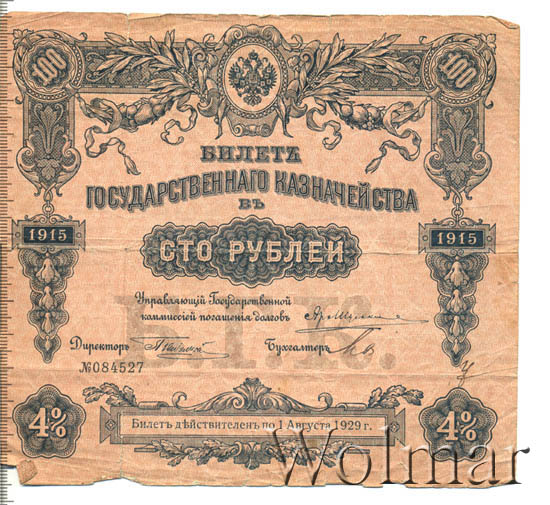 100 100
БИЛЕТЪ
ГОСУДАРСТВЕННАГО КАЗНАЧЕЙСТВА
ВЪ
1915 1915
СТО РУБЛЕЙ
Управляющій Государственной
коммиссіей погашенія долговъ
Директоръ Бухгалтеръ
№084527
4% 4%
Билетъ дѣйствителенъ по 1 Августа 1929 г.
Wolmar